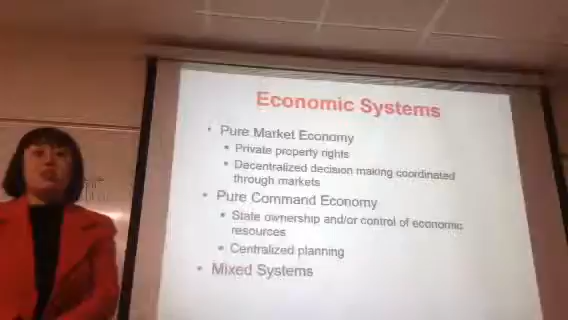 Economic Systems
• Pure Market Economy
• Private property rights
• Decentralized decision making coordinated
through markets
• Pure Command Economy
• State ownership and/or control of economic
resources
• Centralized planning
• Mixed Systems